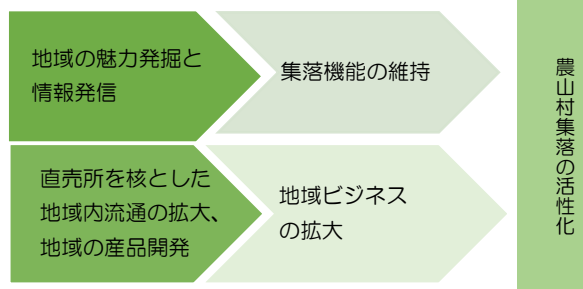 地域の魅力発掘と
情報発信
集落機能の維持
直売所を核とした
地域内流通の拡大、
地域の産品開発
地域ビジネス
の拡大
農山村集落の活性化